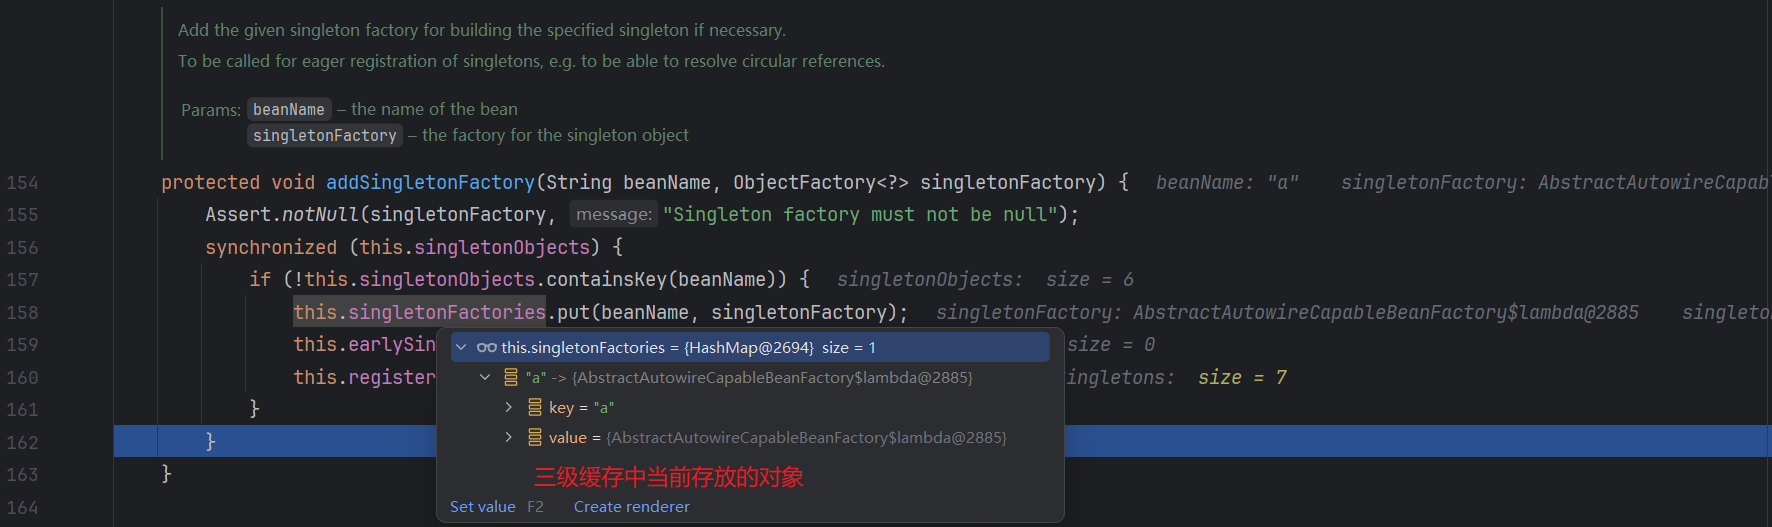 Add the given singleton factory for building the specified singleton if necessary.
To be called for eager registration of singletons, e.g. to be able to resolve circular references.
Params: beanName – the name of the bean
singletonFactory – the factory for the singleton object
154 protected void addSingletonFactory(String beanName, ObjectFactory<?> singletonFactory) { beanName: "a" singletonFactory: AbstractAutowireCapab
155 Assert.notNull(singletonFactory, message: "Singleton factory must not be null");
156 synchronized (this.singletonObjects) {
157 if (!this.singletonObjects.containsKey(beanName)) { singletonObjects: size = 6
158 this.singletonFactories.put(beanName, singletonFactory); singletonFactory: AbstractAutowireCapableBeanFactory$lambda@2885 singleto
159 this.earlySin size = 0
160 this.register ingletons: size = 7
161 }
162 }
163 }
164
this.singletonFactories = {HashMap@2694} size = 1
"a" -> {AbstractAutowireCapableBeanFactory$lambda@2885}
key = "a"
value = {AbstractAutowireCapableBeanFactory$lambda@2885}
三级缓存中当前存放的对象
Set value F2 Create renderer